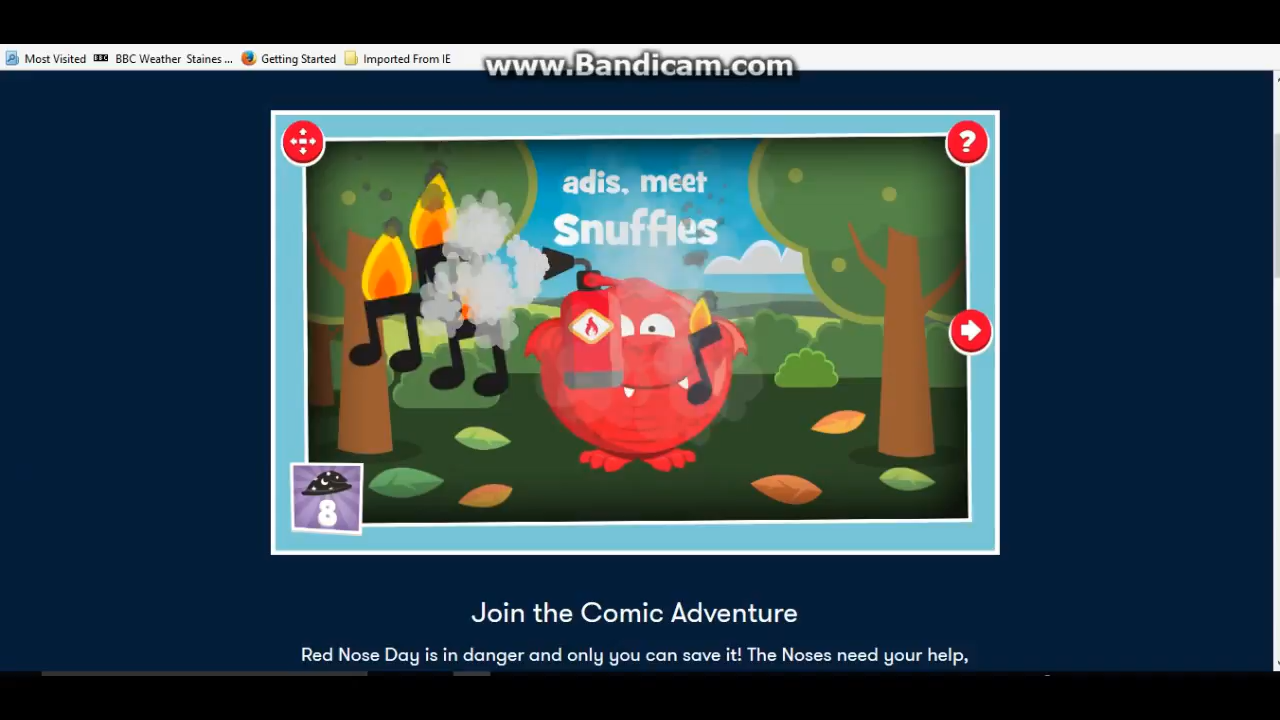 www.Bandicam.com
Most Visited BBC BBC Weather Staines ... Getting Started Imported From IE
?
adis, meet
Snuffles
8
Join the Comic Adventure
Red Nose Day is in danger and only you can save it! The Noses need your help,